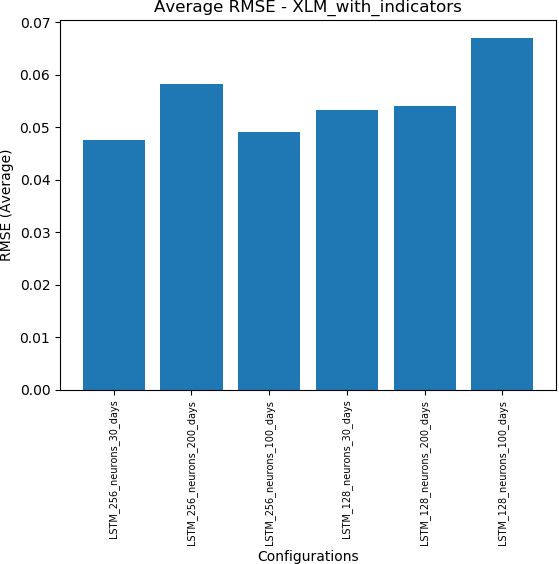 Average RMSE - XLM_with_indicators
0.07
0.06
0.05
0.04
0.03
0.02
0.01
0.00
RMSE (Average)
LSTM_256_neurons_30_days
LSTM_256_neurons_200_days
LSTM_256_neurons_100_days
LSTM_128_neurons_30_days
LSTM_128_neurons_200_days
LSTM_128_neurons_100_days
Configurations